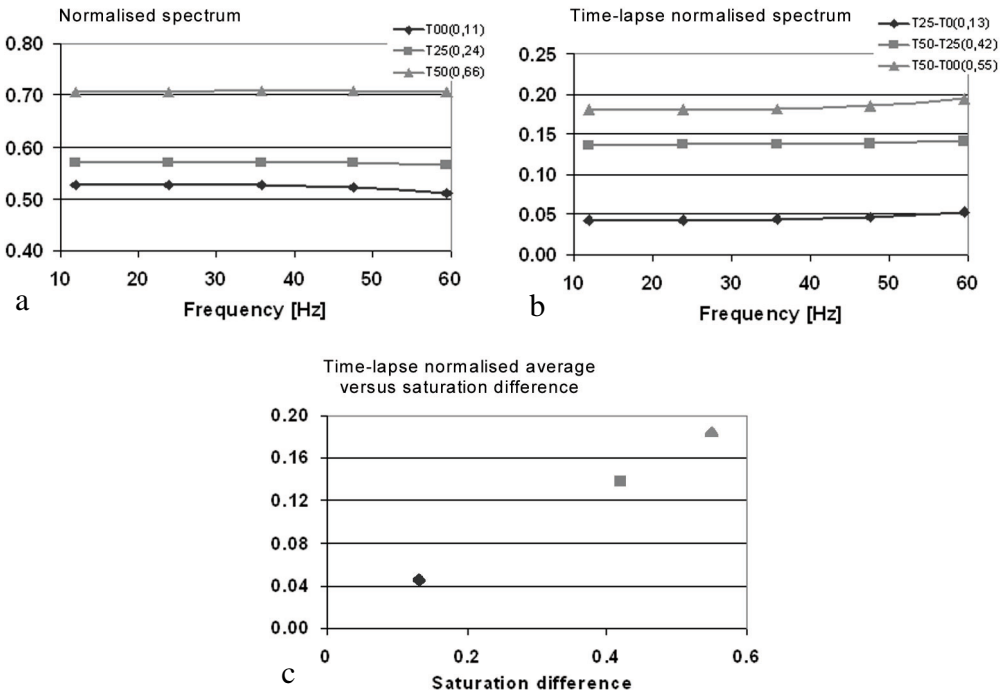 Normalised spectrum
T00(0,11)
T25(0,24)
T50(0,66)
0.80
0.70
0.60
0.50
0.40
10 20 30 40 50 60
Frequency [Hz]
a
Time-lapse normalised spectrum
T25-T0(0,13)
T50-T25(0,42)
T50-T00(0,55)
0.25
0.20
0.15
0.10
0.05
0.00
10 20 30 40 50 60
Frequency [Hz]
b
Time-lapse normalised average
versus saturation difference
0.20
0.16
0.12
0.08
0.04
0.00
0 0.2 0.4 0.6
Saturation difference
c